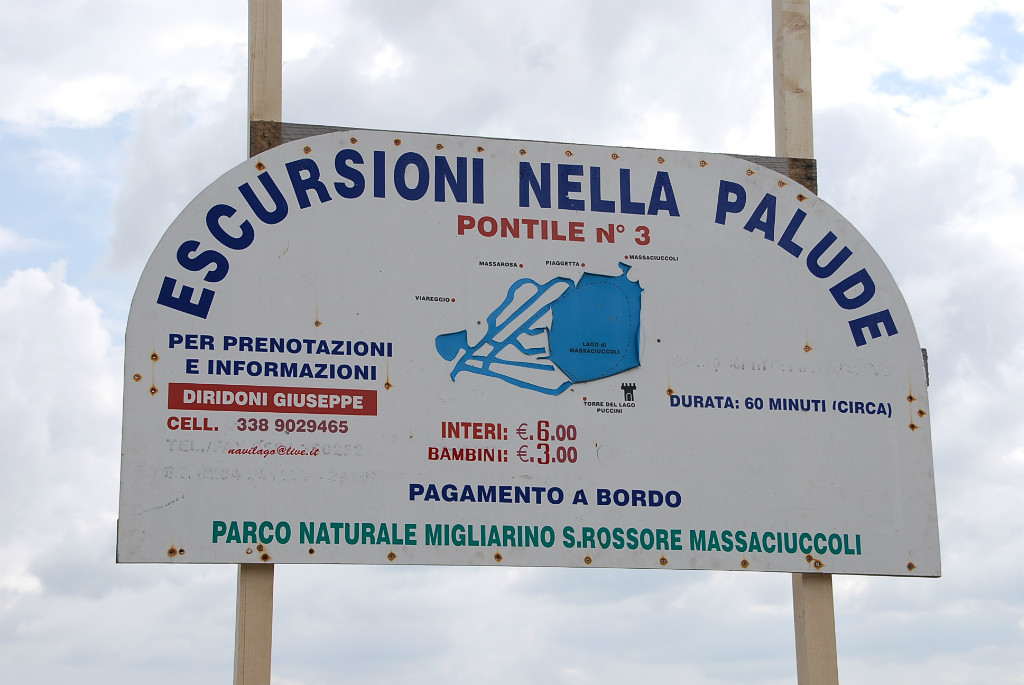 ESCURSIONI NELLA PALUDE
PONTILE N° 3
MASSACIUCCOLI
MASSAROSA
PIAGGETTA
VIAREGGIO
LAGO di
MASSACIUCCOLI
TORRE DEL LAGO
PUCCINI
PER PRENOTAZIONI
E INFORMAZIONI
DIRIDONI GIUSEPPE
CELL. 338 9029465
navilago@live.it
DURATA: 60 MINUTI (CIRCA)
INTERI: €.6.00
BAMBINI: €.3.00
PAGAMENTO A BORDO
PARCO NATURALE MIGLIARINO S.ROSSORE MASSACIUCCOLI